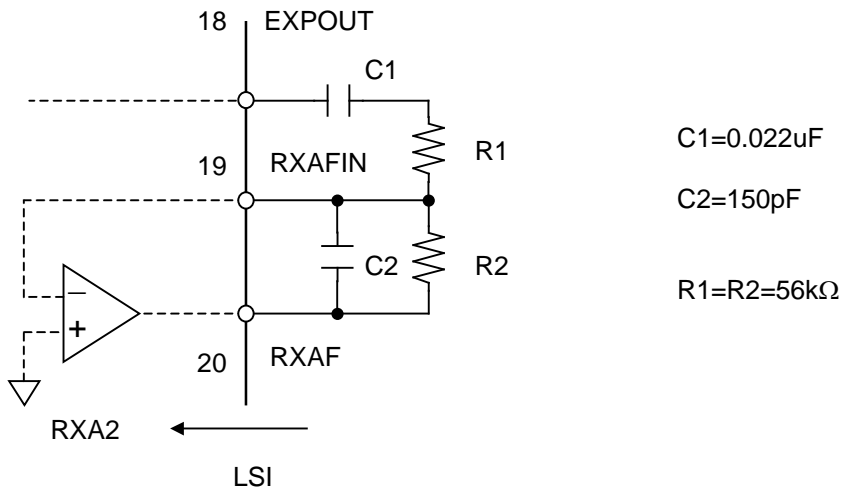 18 EXPOUT
C1
R1
C1=0.022uF
19 RXAFIN
C2=150pF
C2
R2
R1=R2=56kΩ
−
+
20 RXAF
RXA2
LSI